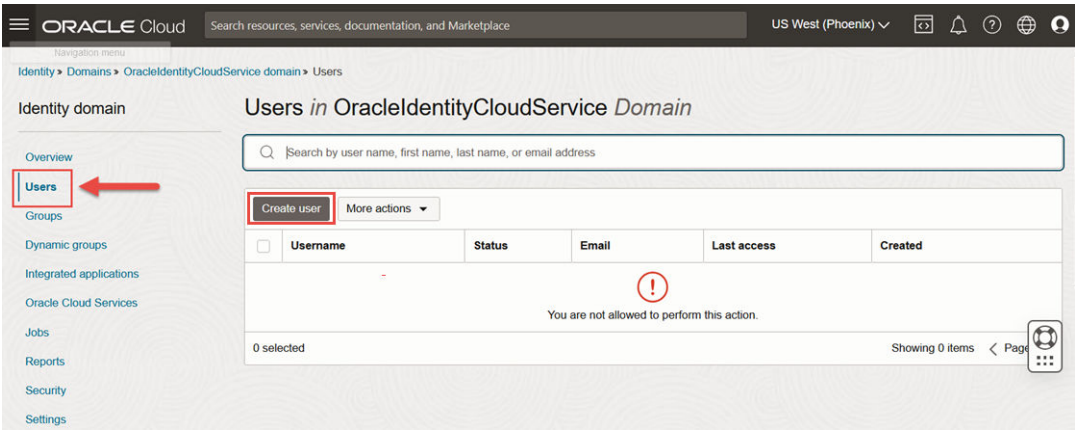 ORACLE Cloud
Search resources, services, documentation, and Marketplace
US West (Phoenix)
Navigation menu
Identity » Domains » OracleIdentityCloudService domain » Users
Identity domain
Overview
Users
Groups
Dynamic groups
Integrated applications
Oracle Cloud Services
Jobs
Reports
Security
Settings
Users in OracleIdentityCloudService Domain
Search by user name, first name, last name, or email address
Create user More actions
Username Status Email Last access Created
You are not allowed to perform this action.
0 selected Showing 0 items < Page